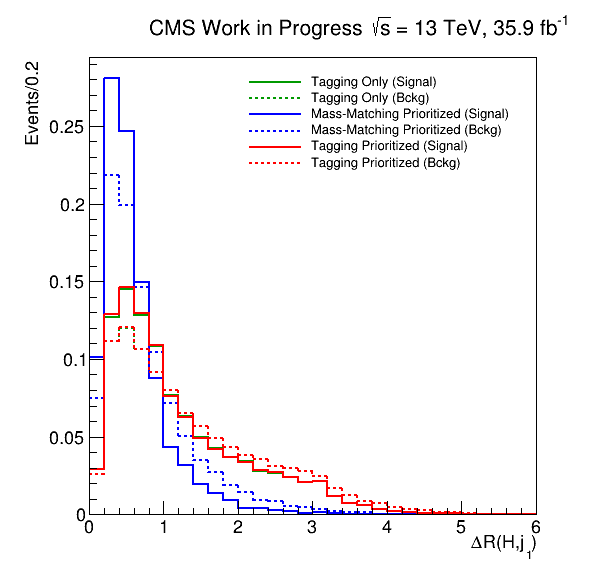 CMS Work in Progress √s = 13 TeV, 35.9 fb⁻¹
Events/0.2
Tagging Only (Signal)
Tagging Only (Bckg)
Mass-Matching Prioritized (Signal)
Mass-Matching Prioritized (Bckg)
Tagging Prioritized (Signal)
Tagging Prioritized (Bckg)
0.25
0.2
0.15
0.1
0.05
0
0 1 2 3 4 5 6
ΔR(H,j₁)